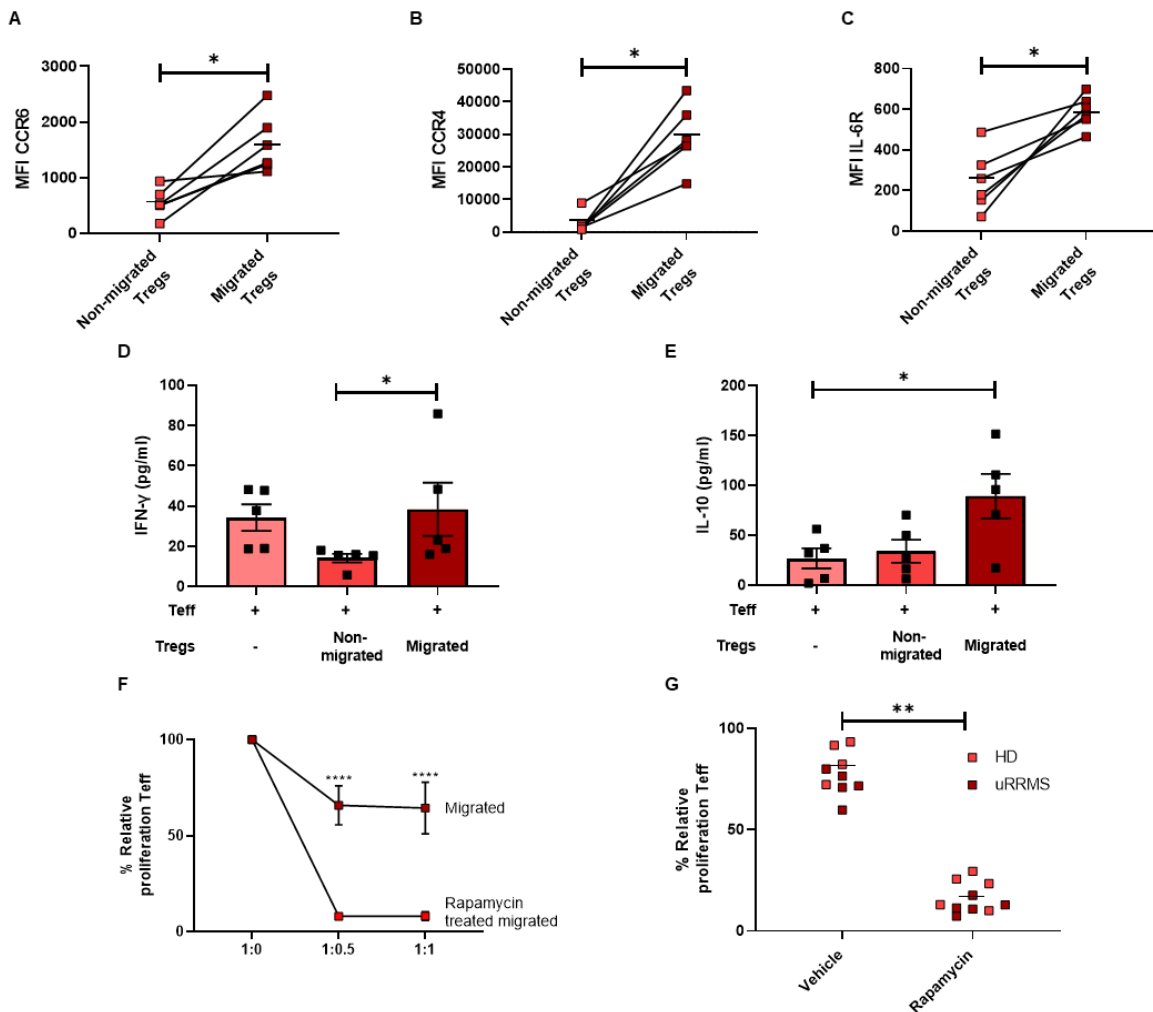 A
B
C
*
*
*
3000
2000
1000
0
MFI CCR6
Non-migrated
Tregs
Migrated
Tregs
50000
40000
30000
20000
10000
0
MFI CCR4
Non-migrated
Tregs
Migrated
Tregs
800
600
400
200
0
MFI IL-6R
Non-migrated
Tregs
Migrated
Tregs
D
E
*
*
100
80
60
40
20
0
IFN-γ (pg/ml)
Teff
+
+
+
Tregs
-
Non-
migrated
Migrated
200
150
100
50
0
IL-10 (pg/ml)
Teff
+
+
+
Tregs
-
Non-
migrated
Migrated
F
G
100
50
0
% Relative
proliferation Teff
****
****
Migrated
Rapamycin
treated migrated
1:0
1:0.5
1:1
**
100
50
0
% Relative
proliferation Teff
HD
uRRMS
Vehicle
Rapamycin